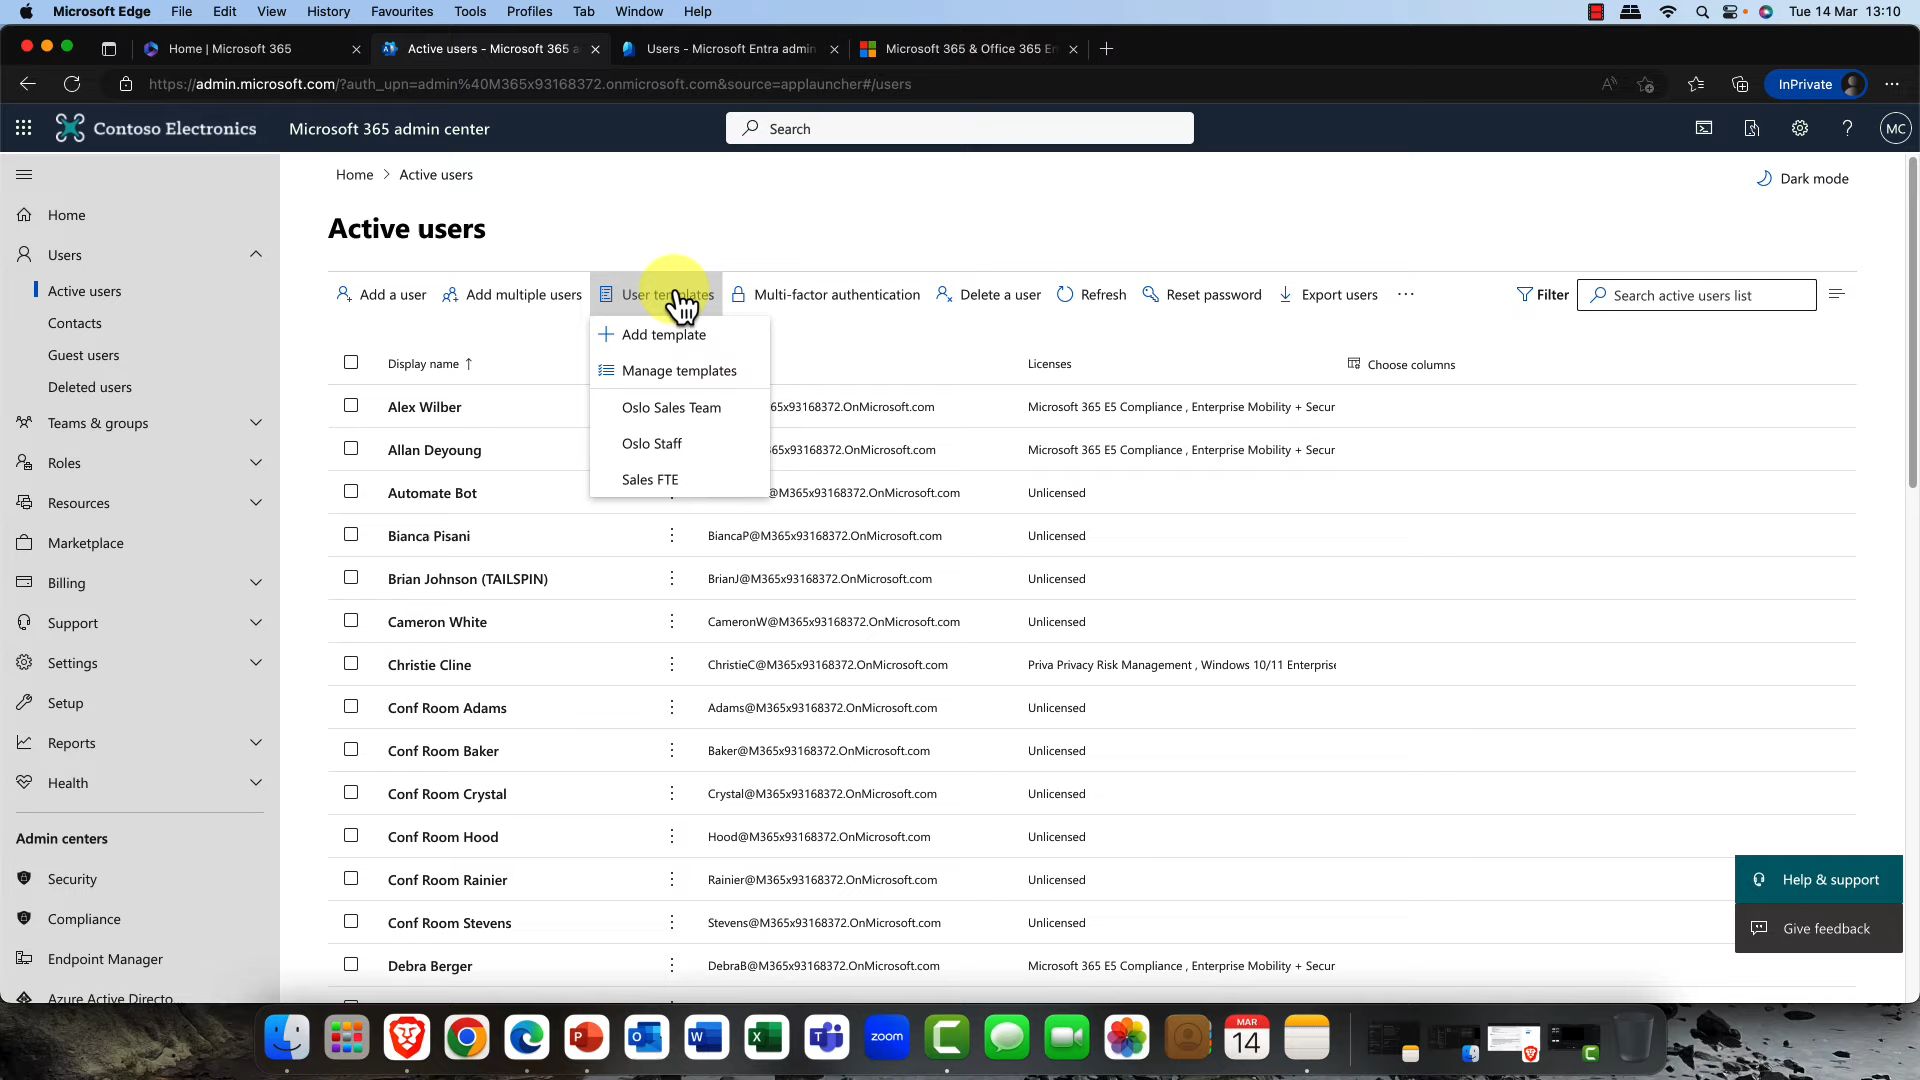 Microsoft Edge File Edit View History Favourites Tools Profiles Tab Window Help Tue 14 Mar 13:10
Home | Microsoft 365 Active users - Microsoft 365 a Users - Microsoft Entra admin Microsoft 365 & Office 365 En
https://admin.microsoft.com/?auth_upn=admin%40M365x93168372.onmicrosoft.com&source=applauncher#/users InPrivate
Contoso Electronics Microsoft 365 admin center Search MC
Home
Users
Active users
Contacts
Guest users
Deleted users
Teams & groups
Roles
Resources
Marketplace
Billing
Support
Settings
Setup
Reports
Health
Admin centers
Security
Compliance
Endpoint Manager
Azure Active Directo
Home > Active users
Dark mode
Active users
Add a user Add multiple users User templates Multi-factor authentication Delete a user Refresh Reset password Export users Filter Search active users list
Add template
Manage templates
Oslo Sales Team
Oslo Staff
Sales FTE
Display name ↑ Licenses Choose columns
Alex Wilber 65x93168372.OnMicrosoft.com Microsoft 365 E5 Compliance , Enterprise Mobility + Secur
Allan Deyoung 365x93168372.OnMicrosoft.com Microsoft 365 E5 Compliance , Enterprise Mobility + Secur
Automate Bot @M365x93168372.OnMicrosoft.com Unlicensed
Bianca Pisani BiancaP@M365x93168372.OnMicrosoft.com Unlicensed
Brian Johnson (TAILSPIN) BrianJ@M365x93168372.OnMicrosoft.com Unlicensed
Cameron White CameronW@M365x93168372.OnMicrosoft.com Unlicensed
Christie Cline ChristieC@M365x93168372.OnMicrosoft.com Priva Privacy Risk Management , Windows 10/11 Enterprise
Conf Room Adams Adams@M365x93168372.OnMicrosoft.com Unlicensed
Conf Room Baker Baker@M365x93168372.OnMicrosoft.com Unlicensed
Conf Room Crystal Crystal@M365x93168372.OnMicrosoft.com Unlicensed
Conf Room Hood Hood@M365x93168372.OnMicrosoft.com Unlicensed
Conf Room Rainier Rainier@M365x93168372.OnMicrosoft.com Unlicensed
Conf Room Stevens Stevens@M365x93168372.OnMicrosoft.com Unlicensed
Debra Berger DebraB@M365x93168372.OnMicrosoft.com Microsoft 365 E5 Compliance , Enterprise Mobility + Secur
Help & support
Give feedback
zoom
MAR
14